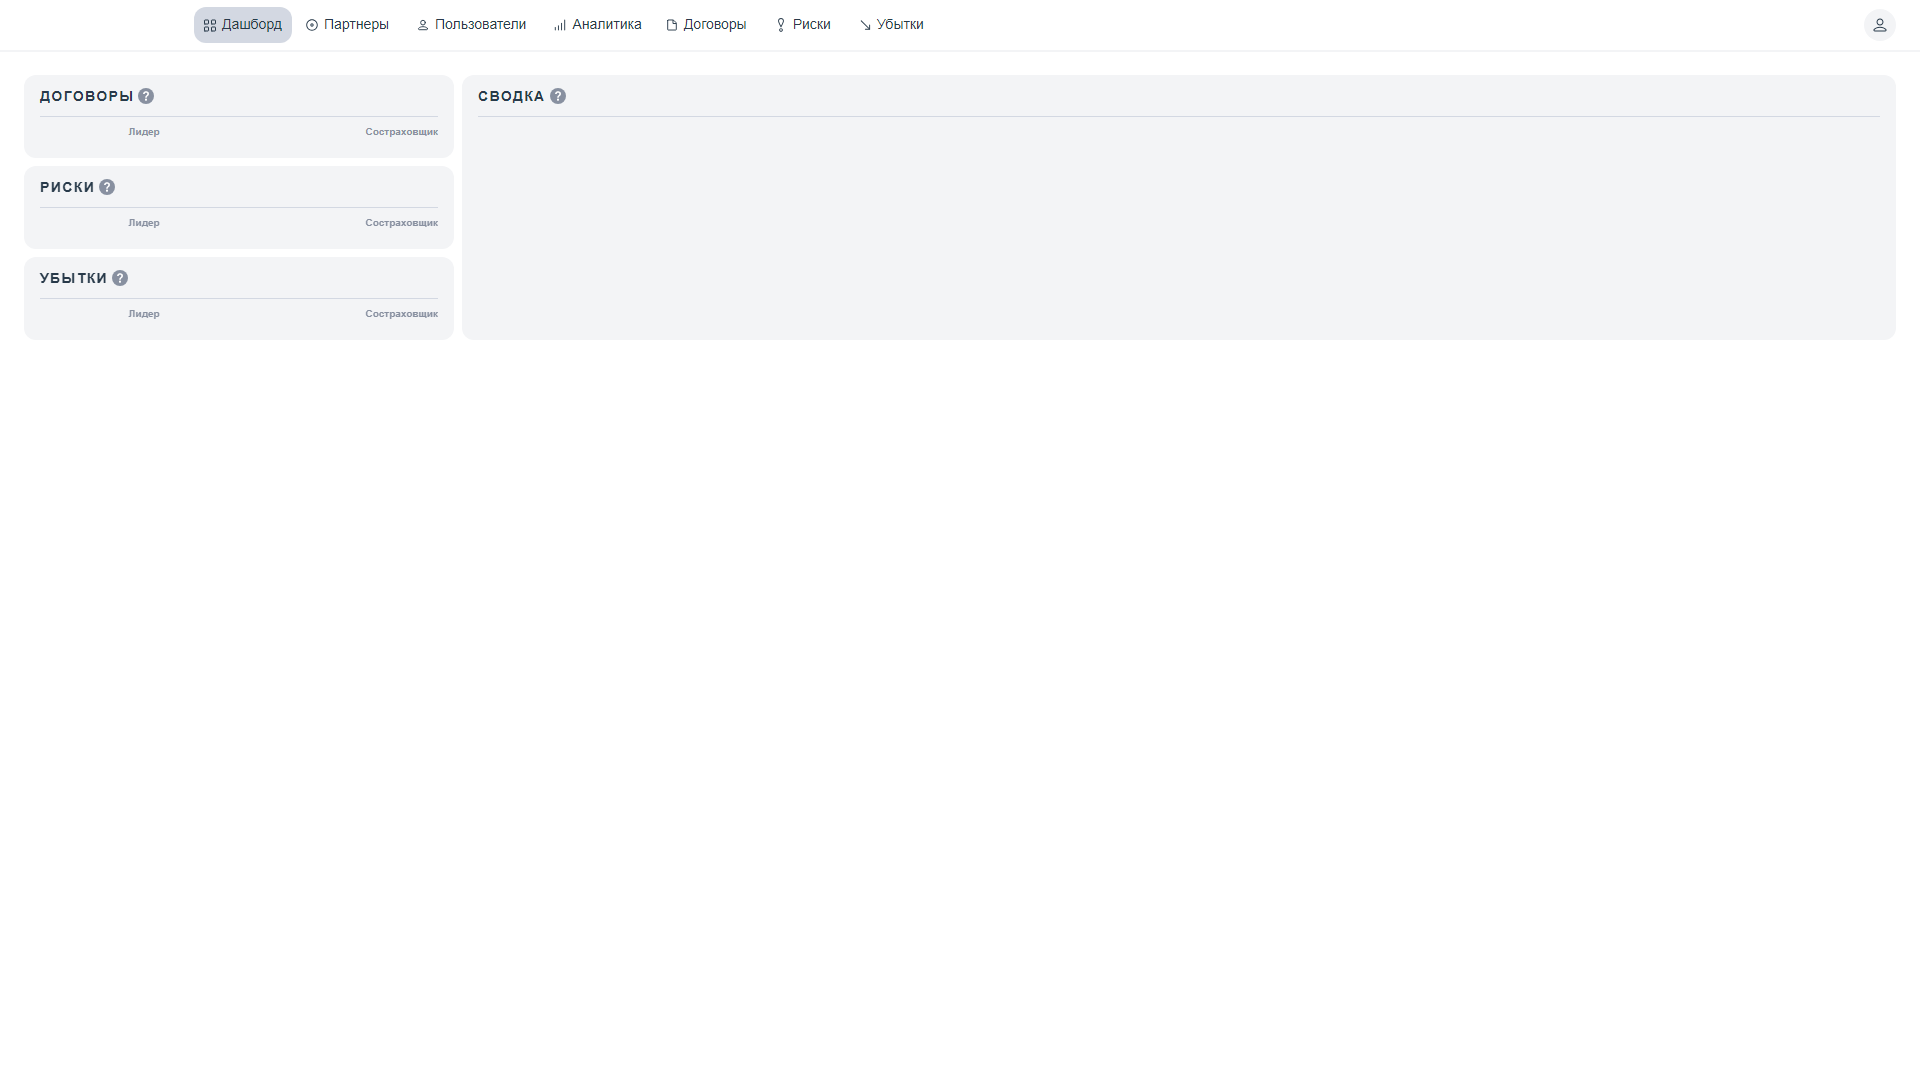 Дашборд Партнеры Пользователи Аналитика Договоры Риски Убытки
ДОГОВОРЫ ?
Лидер Состраховщик
РИСКИ ?
Лидер Состраховщик
УБЫТКИ ?
Лидер Состраховщик
СВОДКА ?